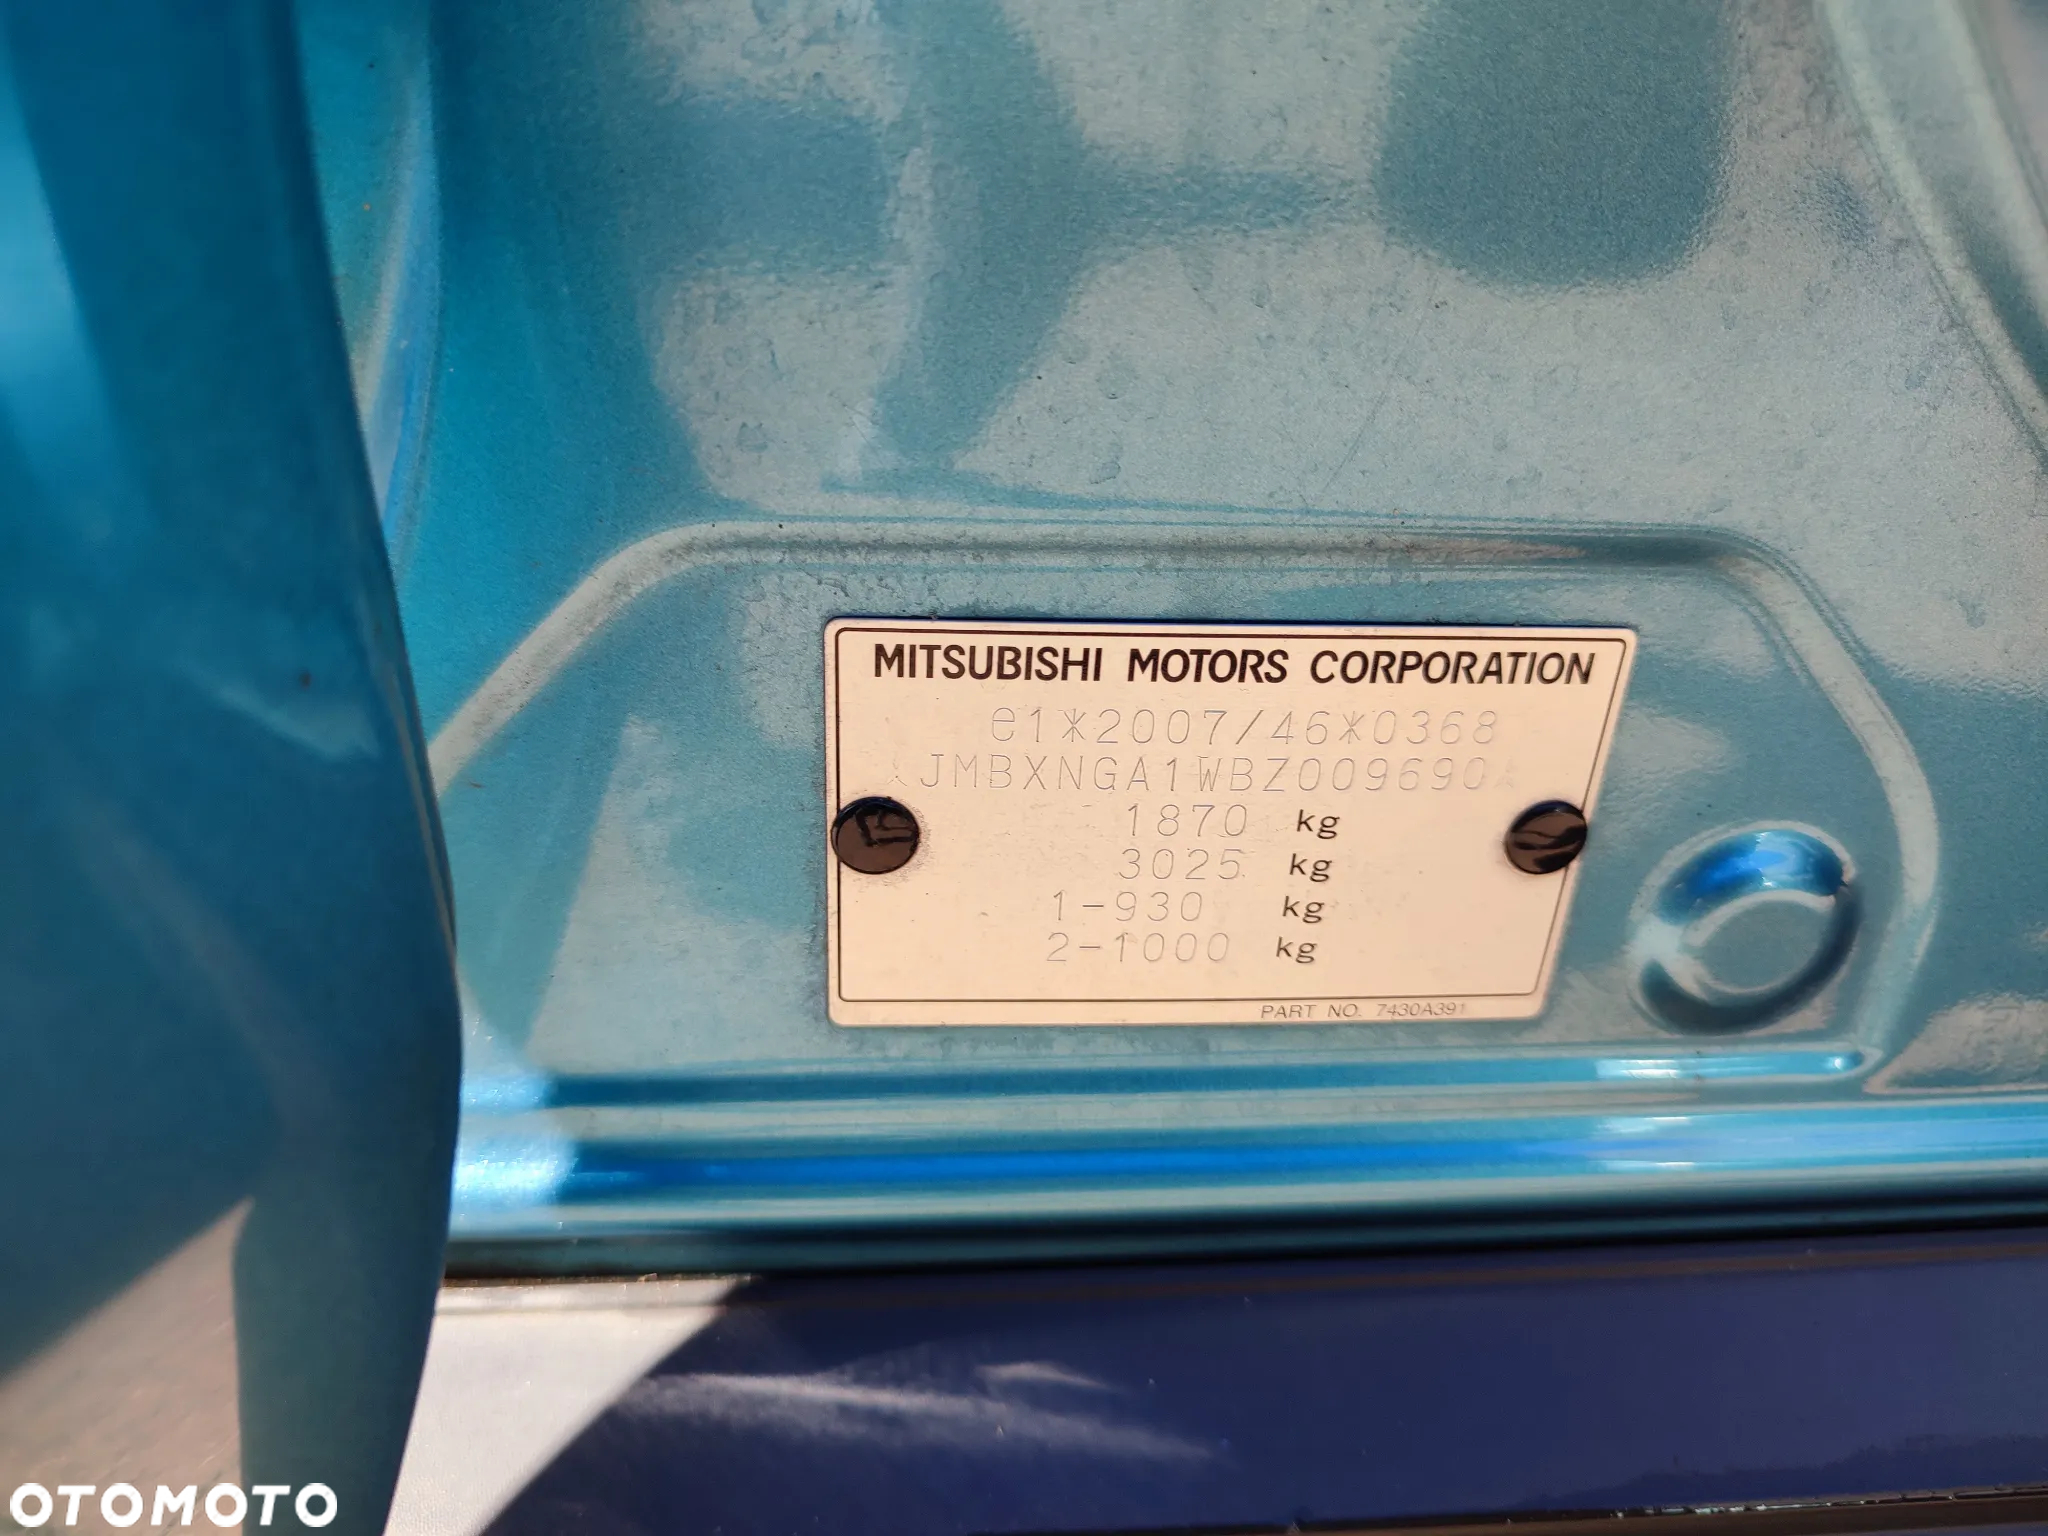 MITSUBISHI MOTORS CORPORATION
e1*2007/46*0368
JMBXNGA1WBZ009690
1870 kg
3025 kg
1-930 kg
2-1000 kg
PART NO. 7430A391
OTOMOTO